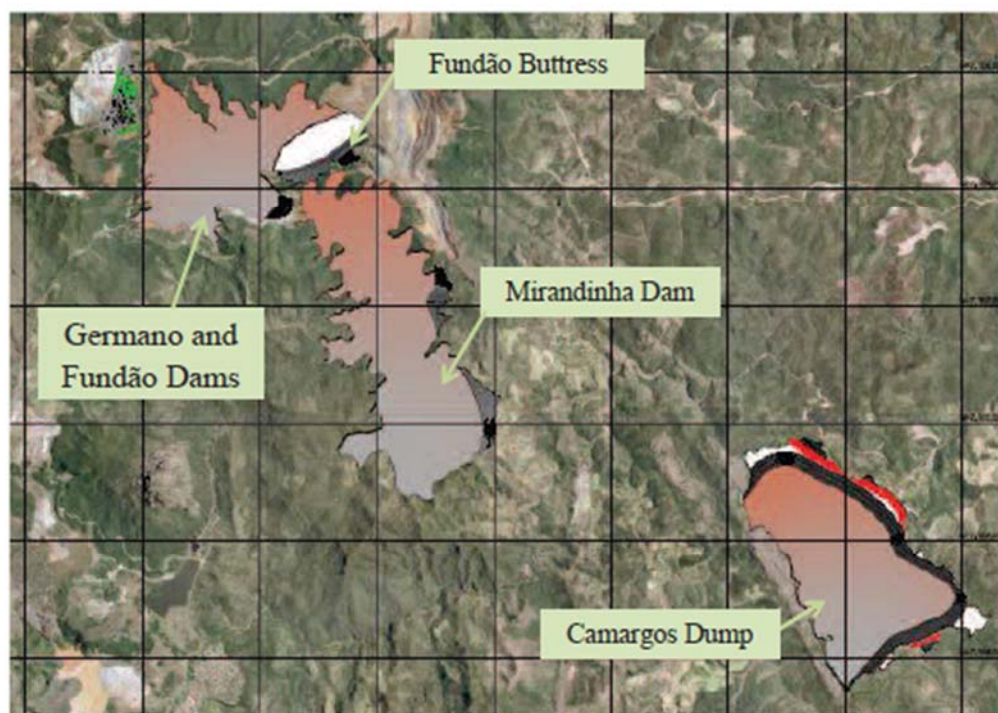 Fundão Buttress
Mirandinha Dam
Germano and
Fundão Dams
Camargos Dump